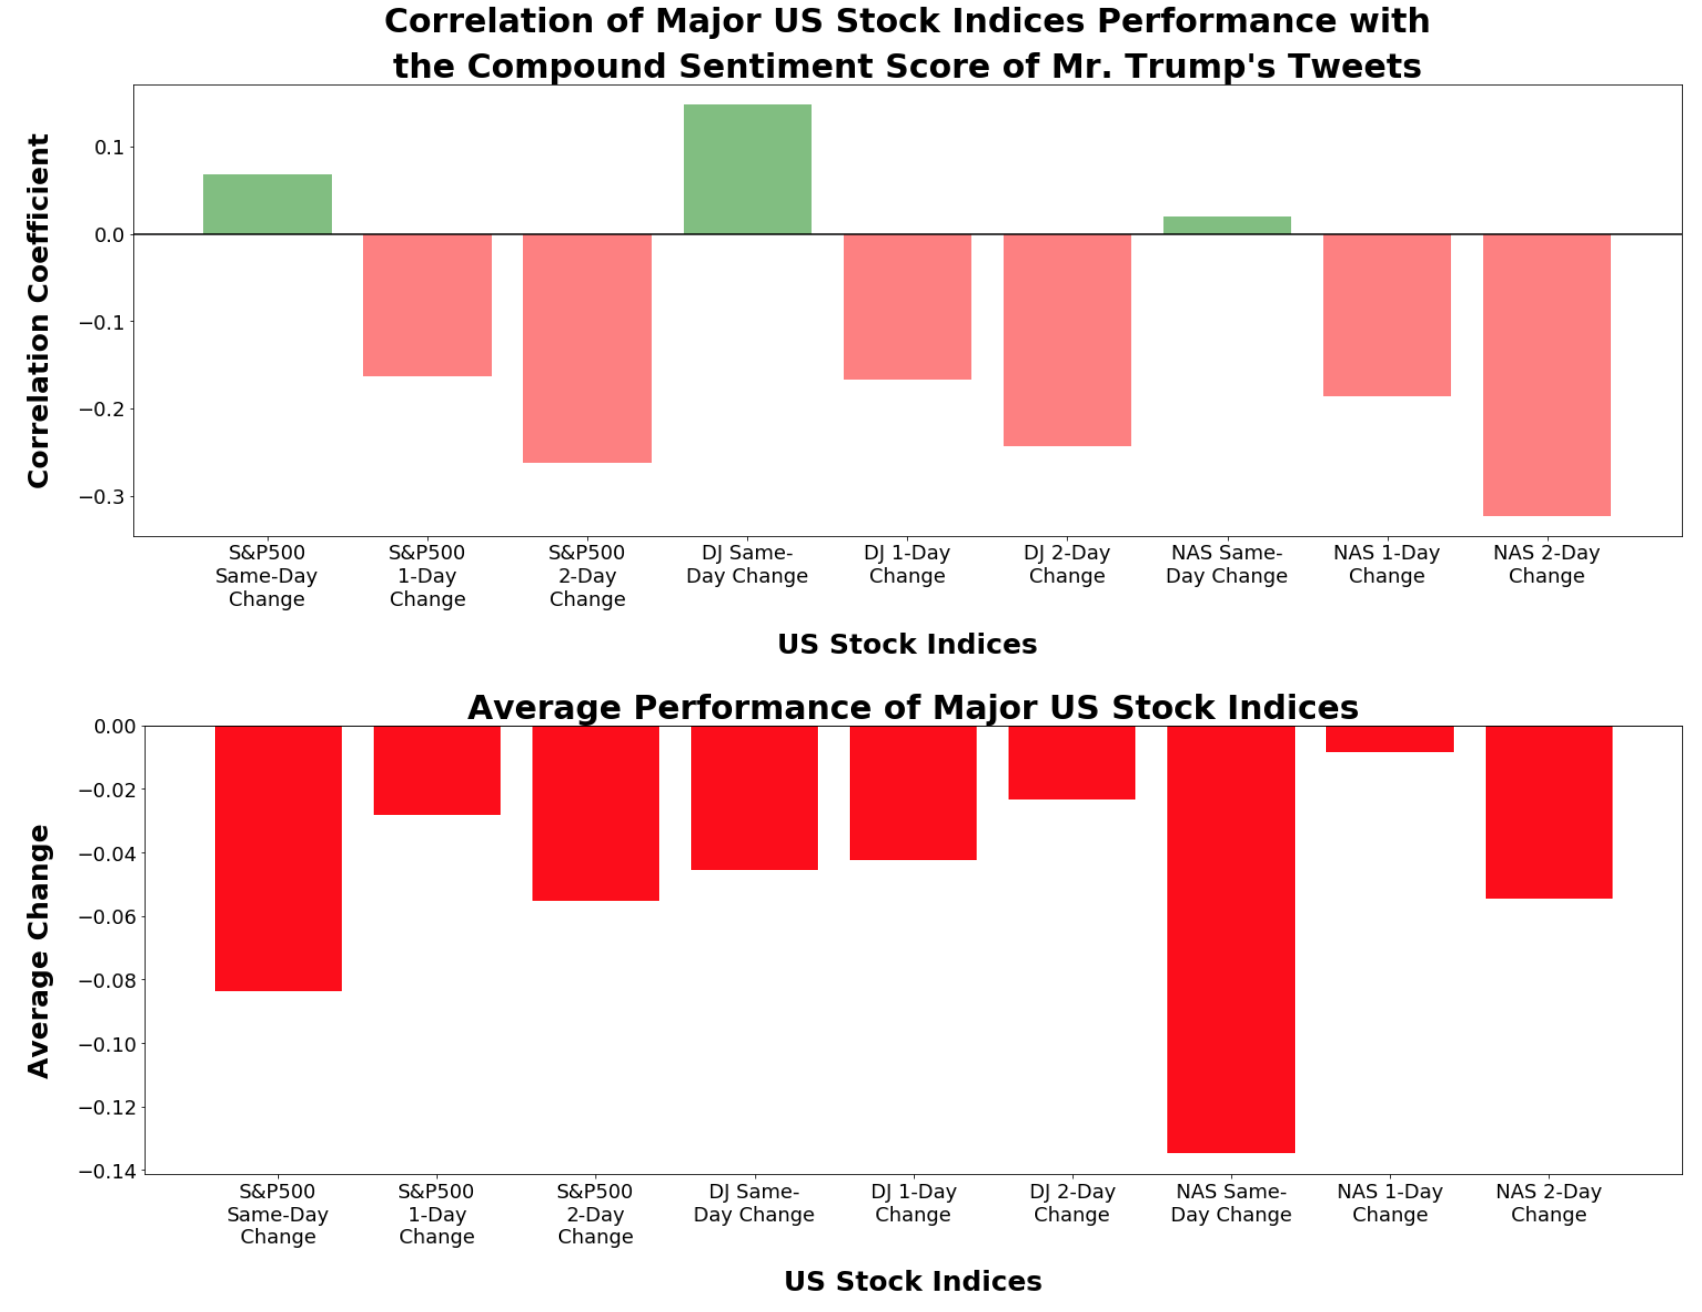 Correlation of Major US Stock Indices Performance with
the Compound Sentiment Score of Mr. Trump's Tweets
Correlation Coefficient
0.1
0.0
−0.1
−0.2
−0.3
S&P500 Same-Day Change
S&P500 1-Day Change
S&P500 2-Day Change
DJ Same-Day Change
DJ 1-Day Change
DJ 2-Day Change
NAS Same-Day Change
NAS 1-Day Change
NAS 2-Day Change
US Stock Indices
Average Performance of Major US Stock Indices
Average Change
0.00
−0.02
−0.04
−0.06
−0.08
−0.10
−0.12
−0.14
S&P500 Same-Day Change
S&P500 1-Day Change
S&P500 2-Day Change
DJ Same-Day Change
DJ 1-Day Change
DJ 2-Day Change
NAS Same-Day Change
NAS 1-Day Change
NAS 2-Day Change
US Stock Indices